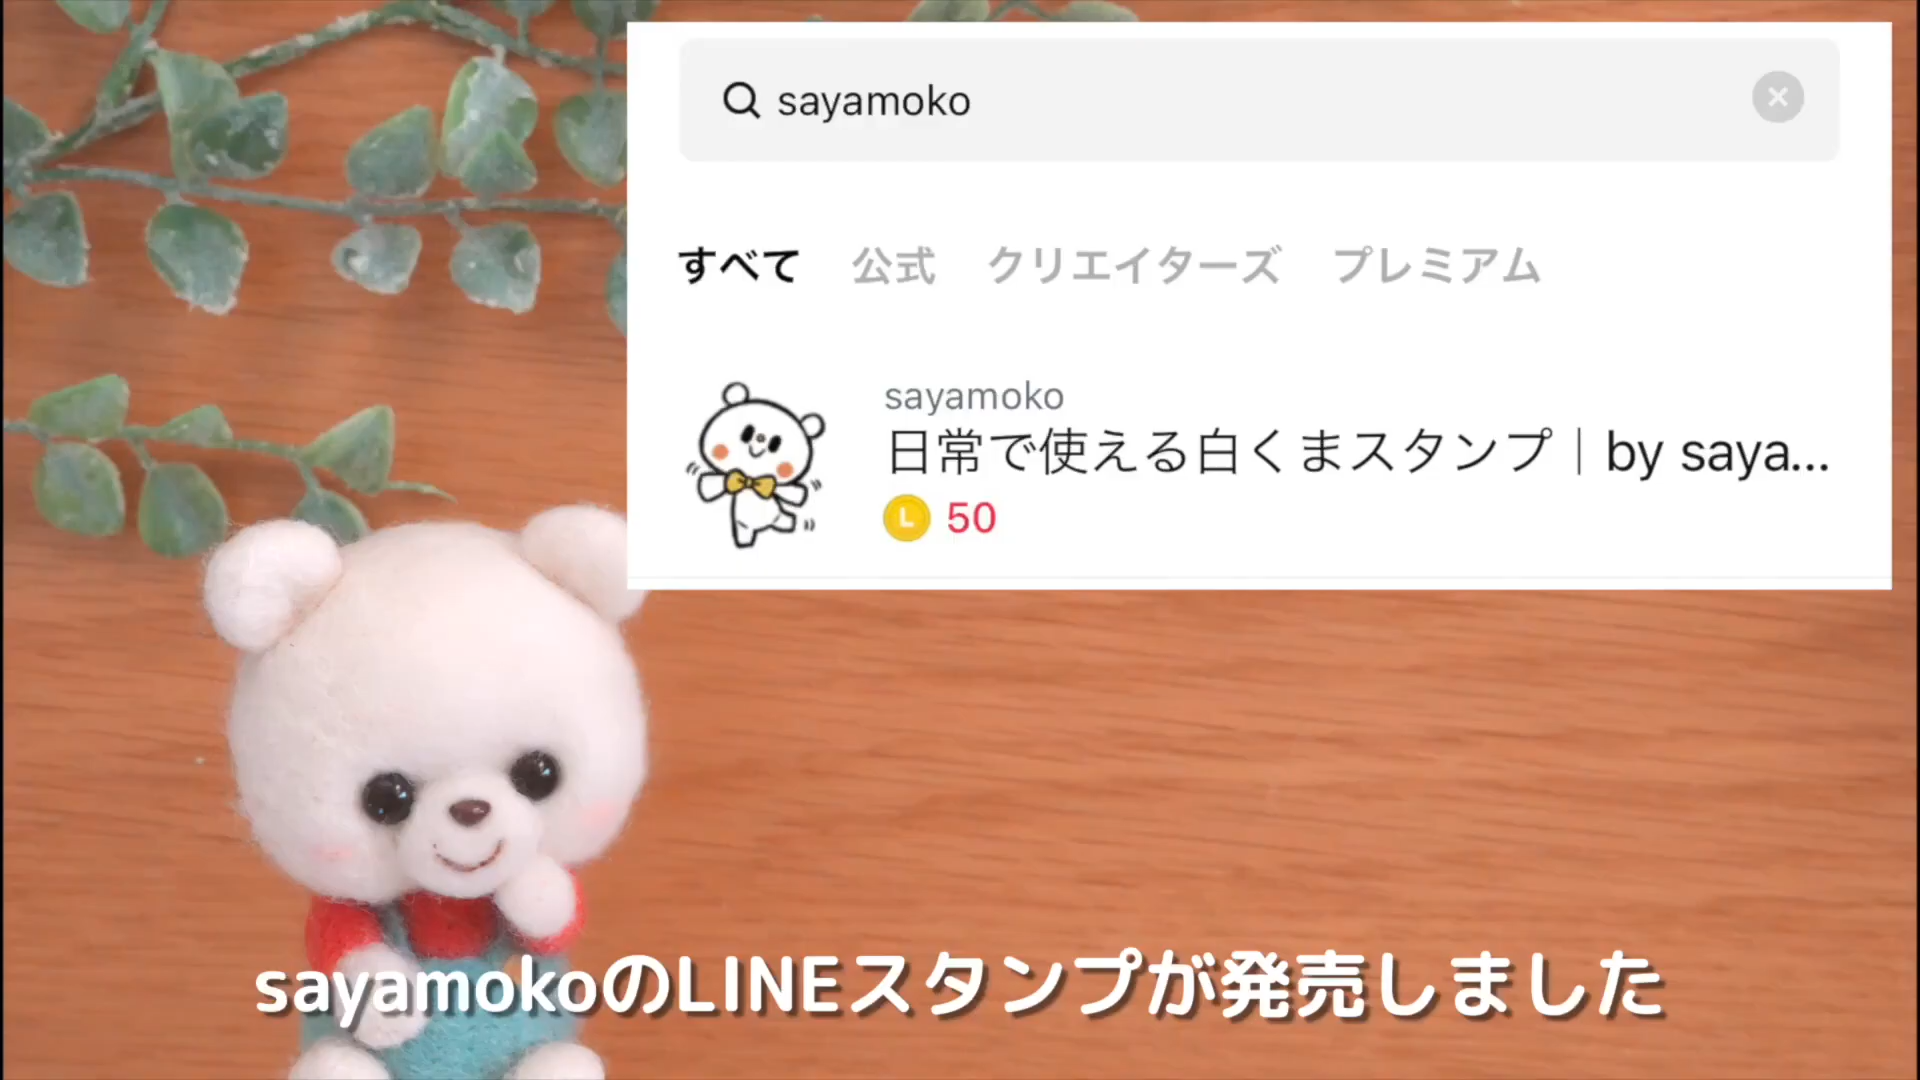 sayamoko
すべて 公式 クリエイターズ プレミアム
sayamoko
日常で使える白くまスタンプ｜by saya...
L 50
sayamokoのLINEスタンプが発売しました